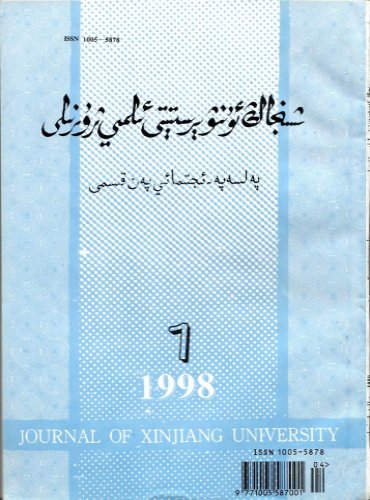 ISSN 1005—5878
شىنجاڭ ئۇنىۋېرسىتېتى ئىلمىي ژۇرنىلى
پەلسەپە - ئىجتىمائىي پەن قىسمى
1
1998
JOURNAL OF XINJIANG UNIVERSITY
ISSN 1005-5878
04>
9 771005 587001